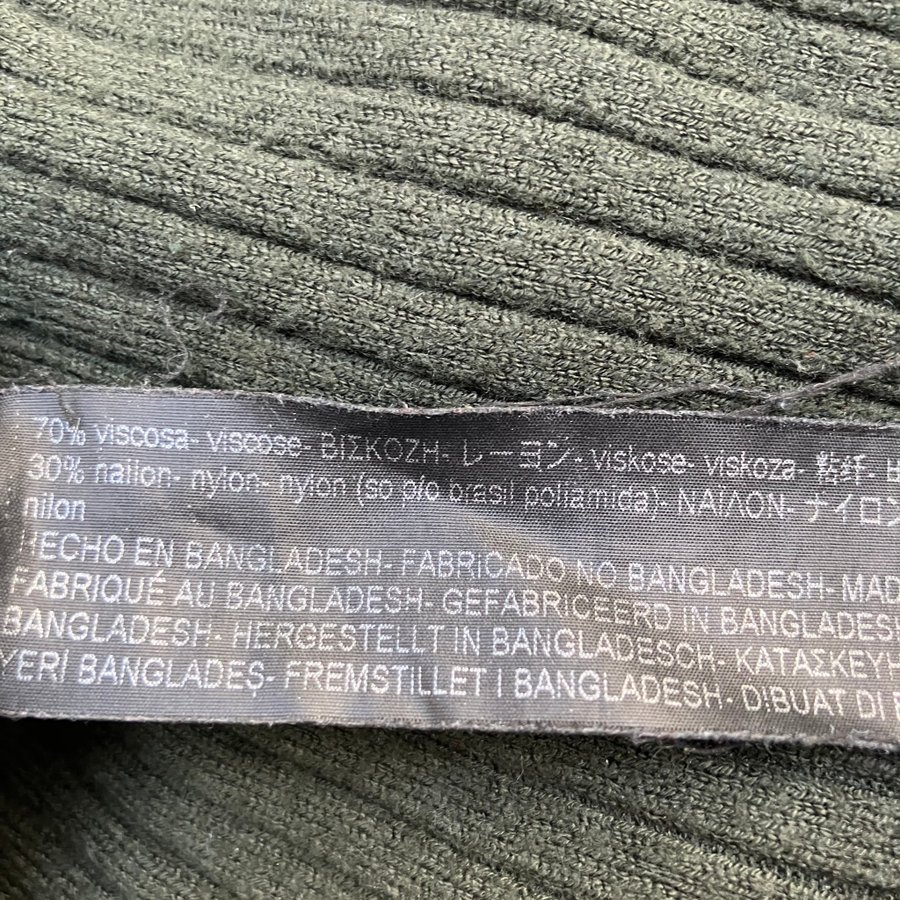 70% viscosa- viscose- ΒΙΣΚΟΖΗ- レーヨン- viskose- viskoza- 粘纤-
30% nailon- nylon- nylon (so p/o brasil poliamida)- ΝΑΪΛΟΝ- ナイロン
nilon
HECHO EN BANGLADESH- FABRICADO NO BANGLADESH- MAD
FABRIQUÉ AU BANGLADESH- GEFABRICEERD IN BANGLADESH
BANGLADESH- HERGESTELLT IN BANGLADESCH- ΚΑΤΑΣΚΕΥΗ
YERI BANGLADEŞ- FREMSTILLET I BANGLADESH- DIBUAT DI